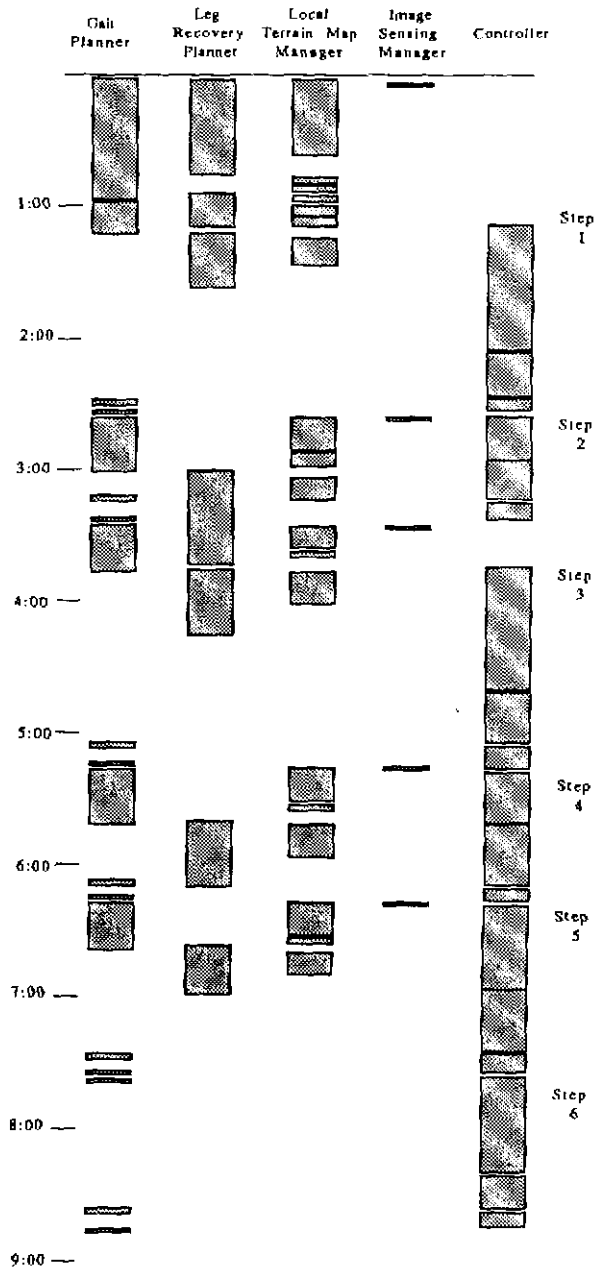 Gait Planner
Leg Recovery Planner
Local Terrain Map Manager
Image Sensing Manager
Controller
1:00
Step 1
2:00
Step 2
3:00
Step 3
4:00
5:00
Step 4
6:00
Step 5
7:00
Step 6
8:00
9:00